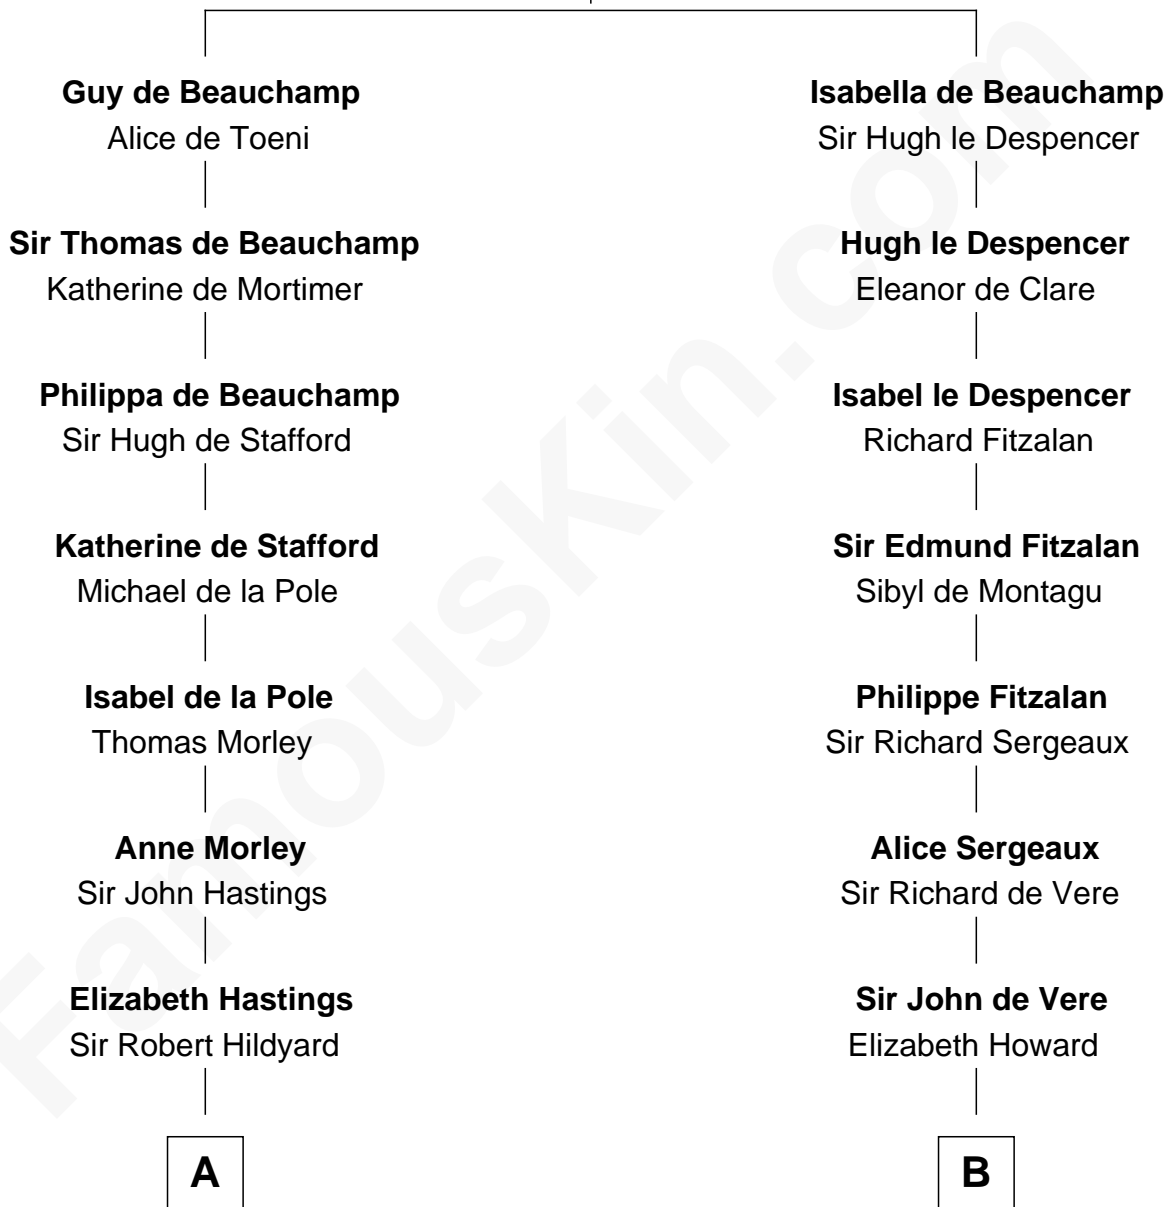 Guy de Beauchamp
Alice de Toeni
Sir Thomas de Beauchamp
Katherine de Mortimer
Philippa de Beauchamp
Sir Hugh de Stafford
Katherine de Stafford
Michael de la Pole
Isabel de la Pole
Thomas Morley
Anne Morley
Sir John Hastings
Elizabeth Hastings
Sir Robert Hildyard
A
Isabella de Beauchamp
Sir Hugh le Despencer
Hugh le Despencer
Eleanor de Clare
Isabel le Despencer
Richard Fitzalan
Sir Edmund Fitzalan
Sibyl de Montagu
Philippe Fitzalan
Sir Richard Sergeaux
Alice Sergeaux
Sir Richard de Vere
Sir John de Vere
Elizabeth Howard
B
FamousKin.com